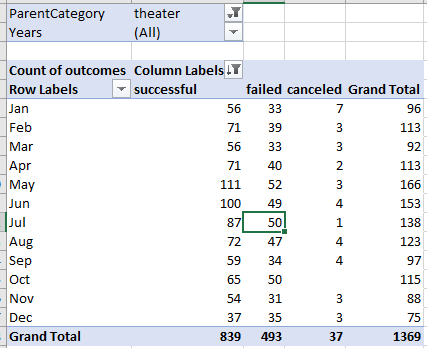 ParentCategory theater
Years (All)
Count of outcomes Column Labels
Row Labels successful failed canceled Grand Total
Jan 56 33 7 96
Feb 71 39 3 113
Mar 56 33 3 92
Apr 71 40 2 113
May 111 52 3 166
Jun 100 49 4 153
Jul 87 50 1 138
Aug 72 47 4 123
Sep 59 34 4 97
Oct 65 50 115
Nov 54 31 3 88
Dec 37 35 3 75
Grand Total 839 493 37 1369